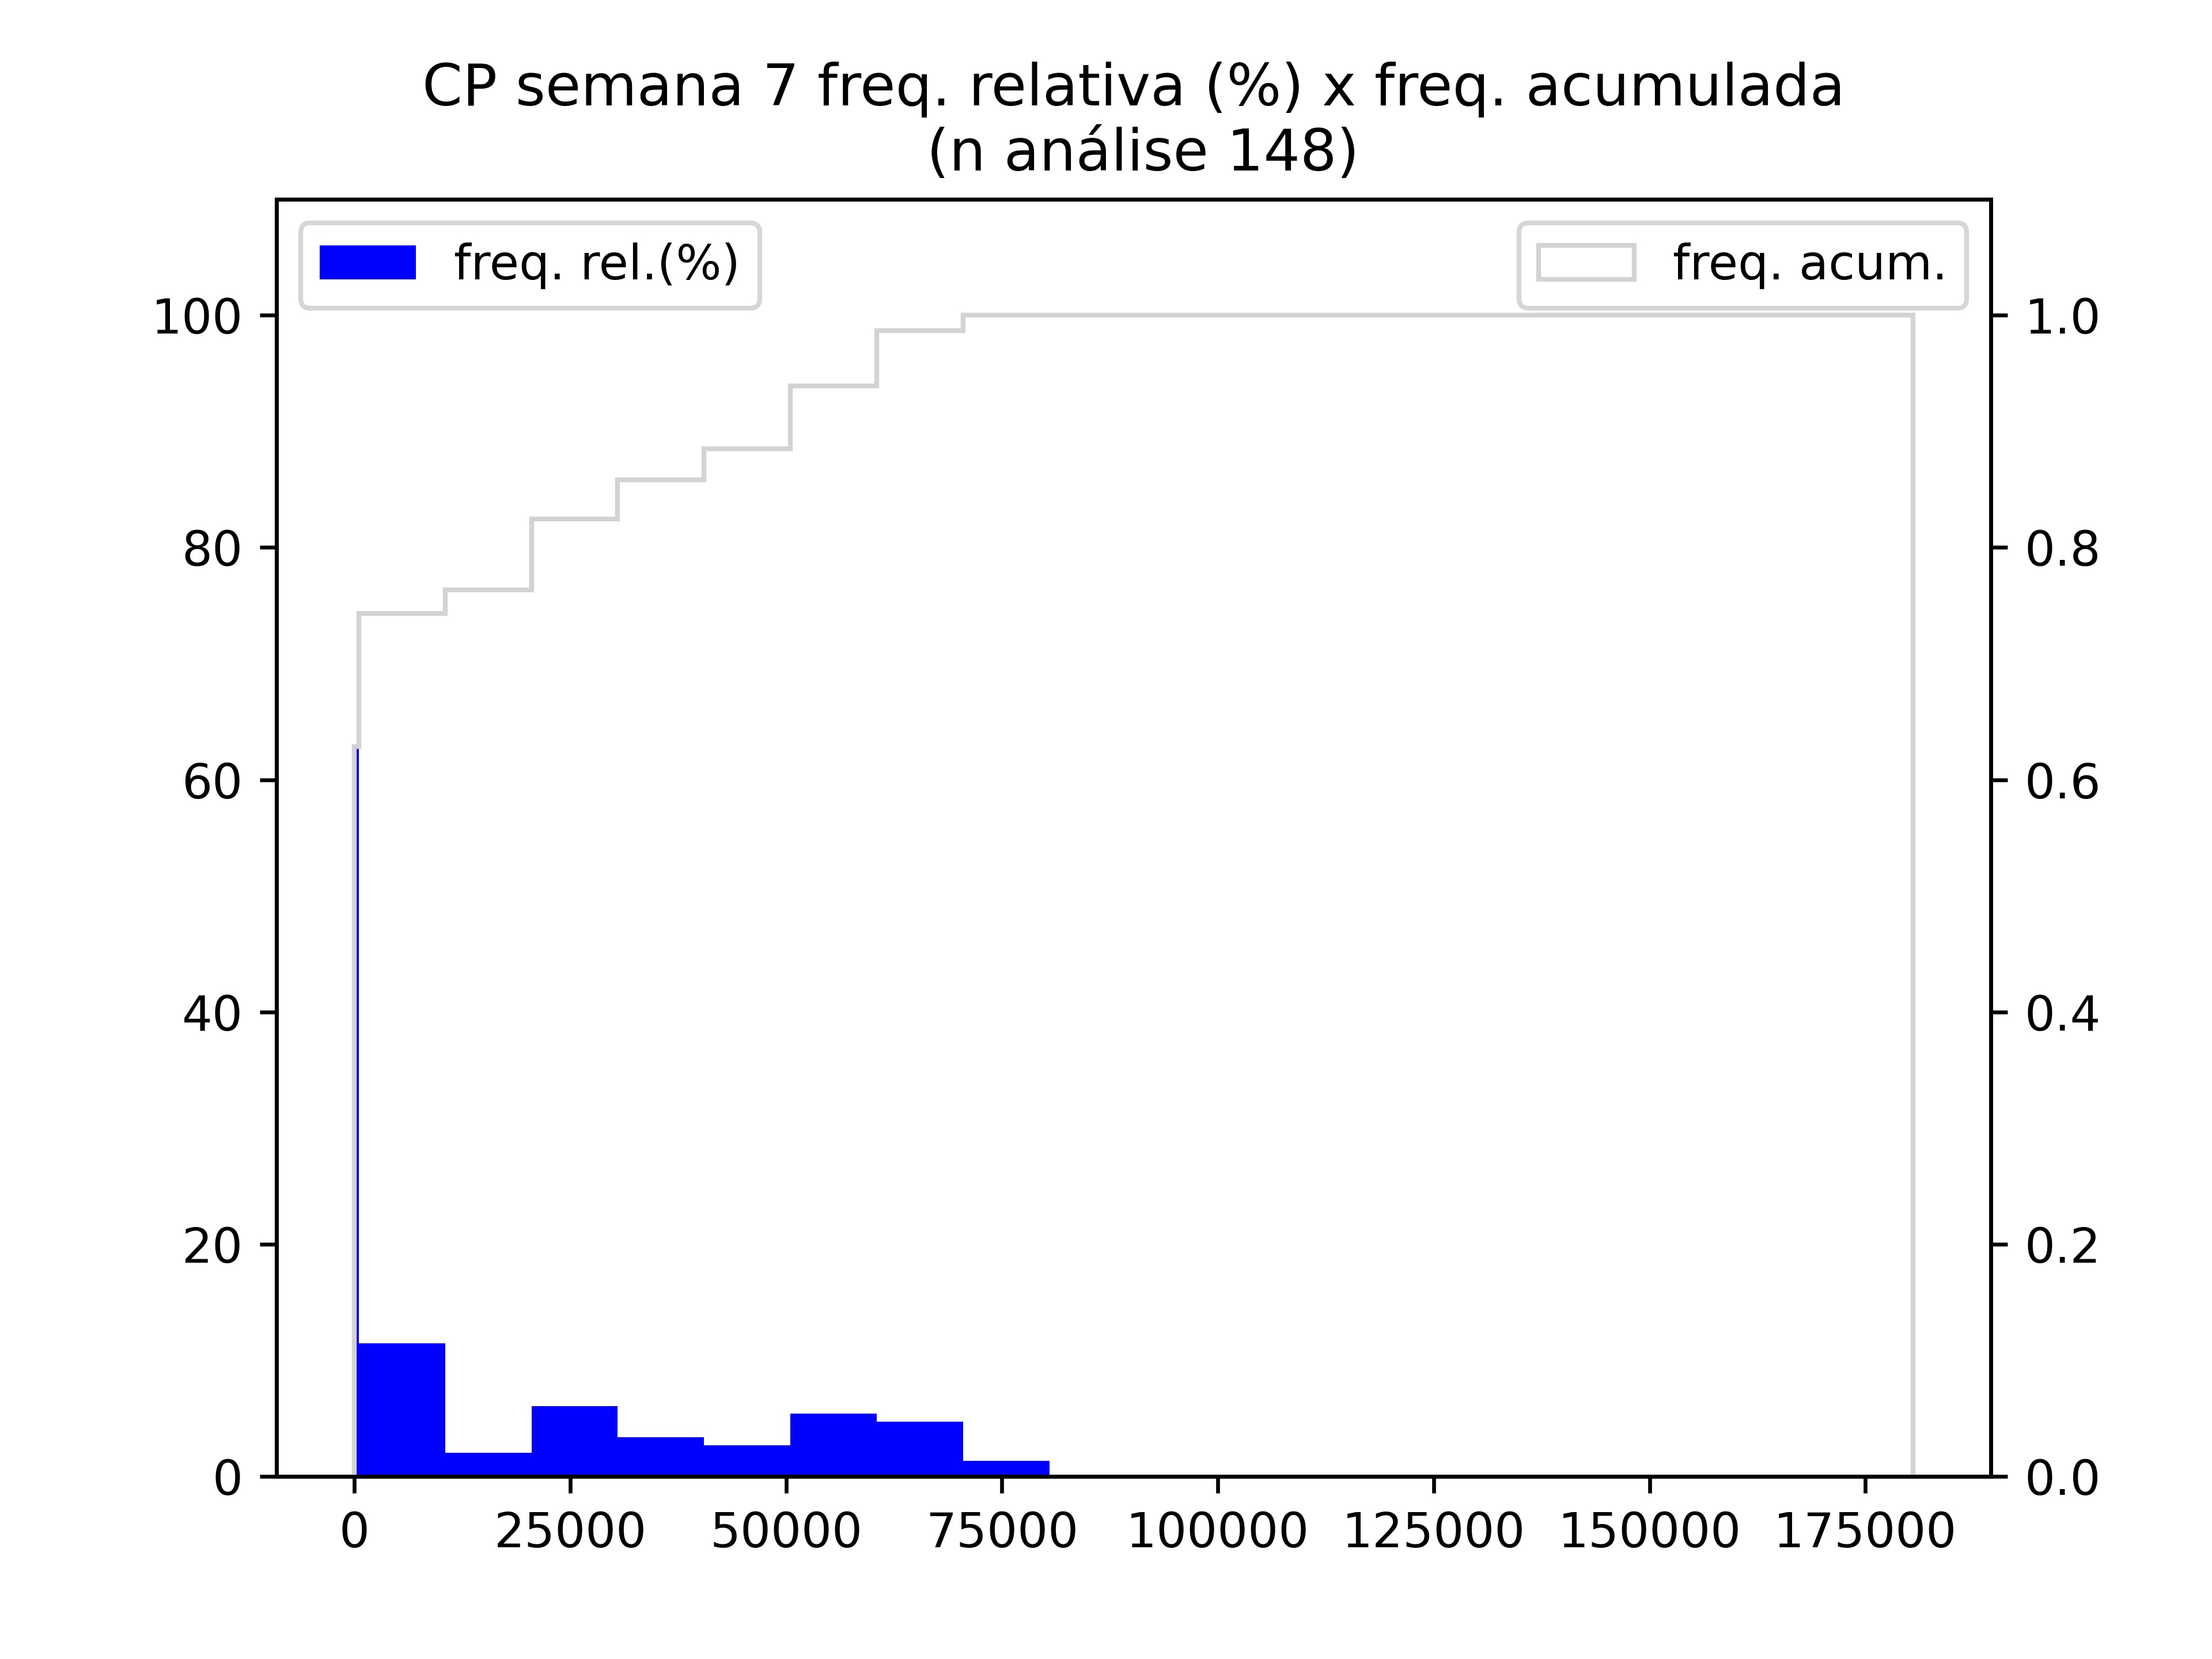 CP semana 7 freq. relativa (%) x freq. acumulada
(n análise 148)
freq. rel.(%)
freq. acum.
100
80
60
40
20
0
1.0
0.8
0.6
0.4
0.2
0.0
0 25000 50000 75000 100000 125000 150000 175000